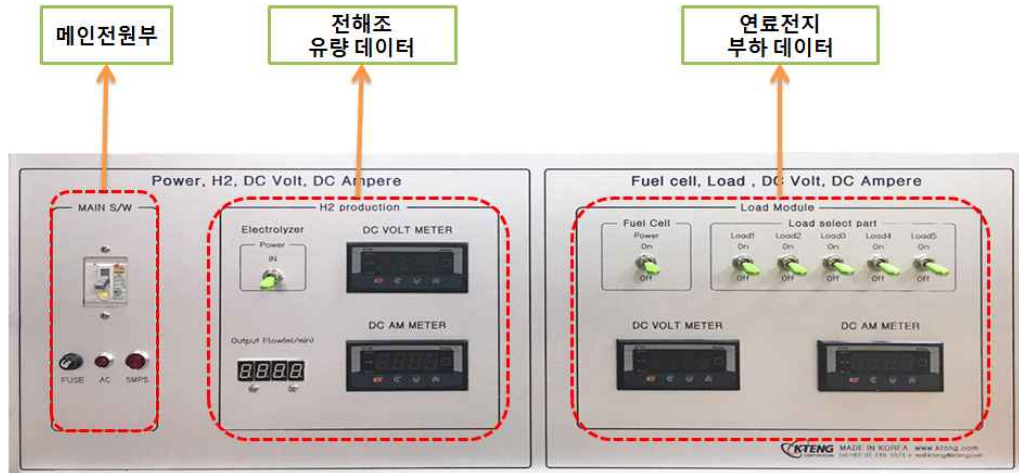 메인전원부
전해조
유량 데이터
연료전지
부하 데이터
Power, H2, DC Volt, DC Ampere
MAIN S/W
FUSE
AC
SMPS
H2 production
Electrolyzer
Power
IN
DC VOLT METER
Output Flow(mL/min)
DC AM METER
Fuel cell, Load , DC Volt, DC Ampere
Load Module
Fuel Cell
Power
On
Off
Load select part
Load1 Load2 Load3 Load4 Load5
On On On On On
Off Off Off Off Off
DC VOLT METER
DC AM METER
KTENG MADE IN KOREA www.kteng.com